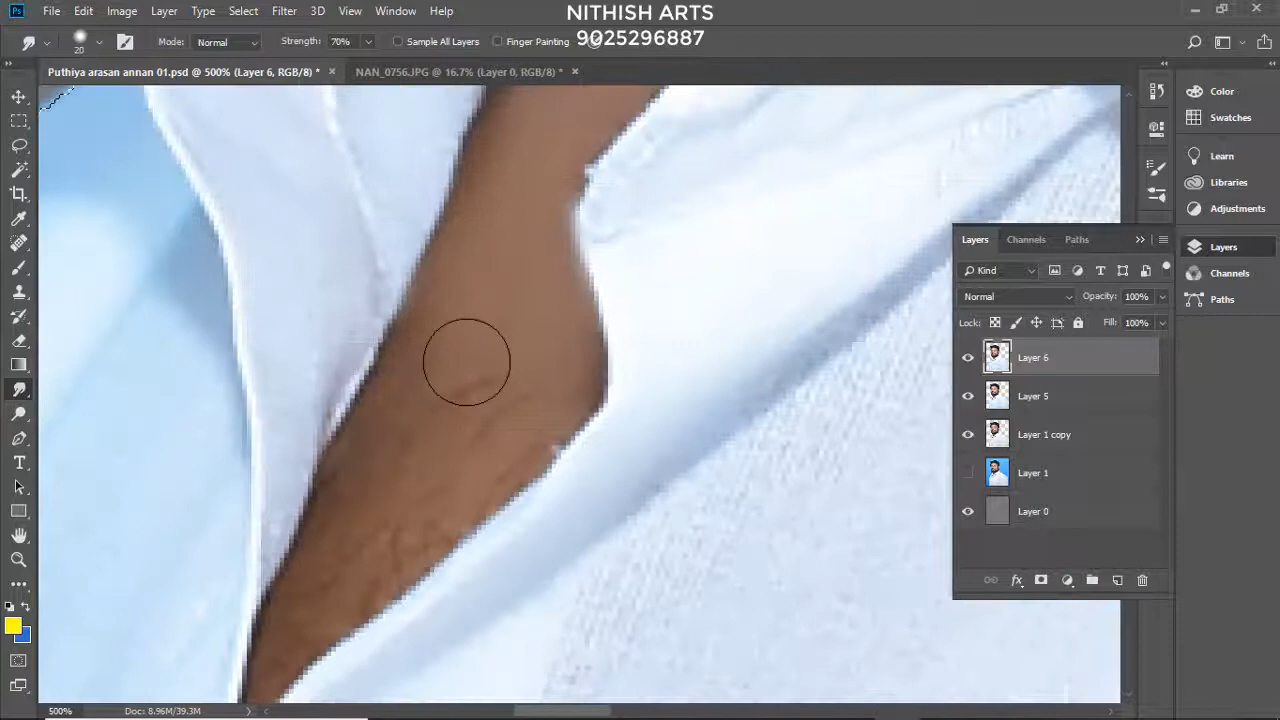 NITHISH ARTS
9025296887
Ps File Edit Image Layer Type Select Filter 3D View Window Help
20 Mode: Normal Strength: 70% Sample All Layers Finger Painting
Puthiya arasan annan 01.psd @ 500% (Layer 6, RGB/8) * NAN_0756.JPG @ 16.7% (Layer 0, RGB/8) *
Color
Swatches
Learn
Libraries
Adjustments
Layers
Channels
Paths
Layers Channels Paths
Kind
Normal Opacity: 100%
Lock: Fill: 100%
Layer 6
Layer 5
Layer 1 copy
Layer 1
Layer 0
fx
500% Doc: 8.96M/39.3M